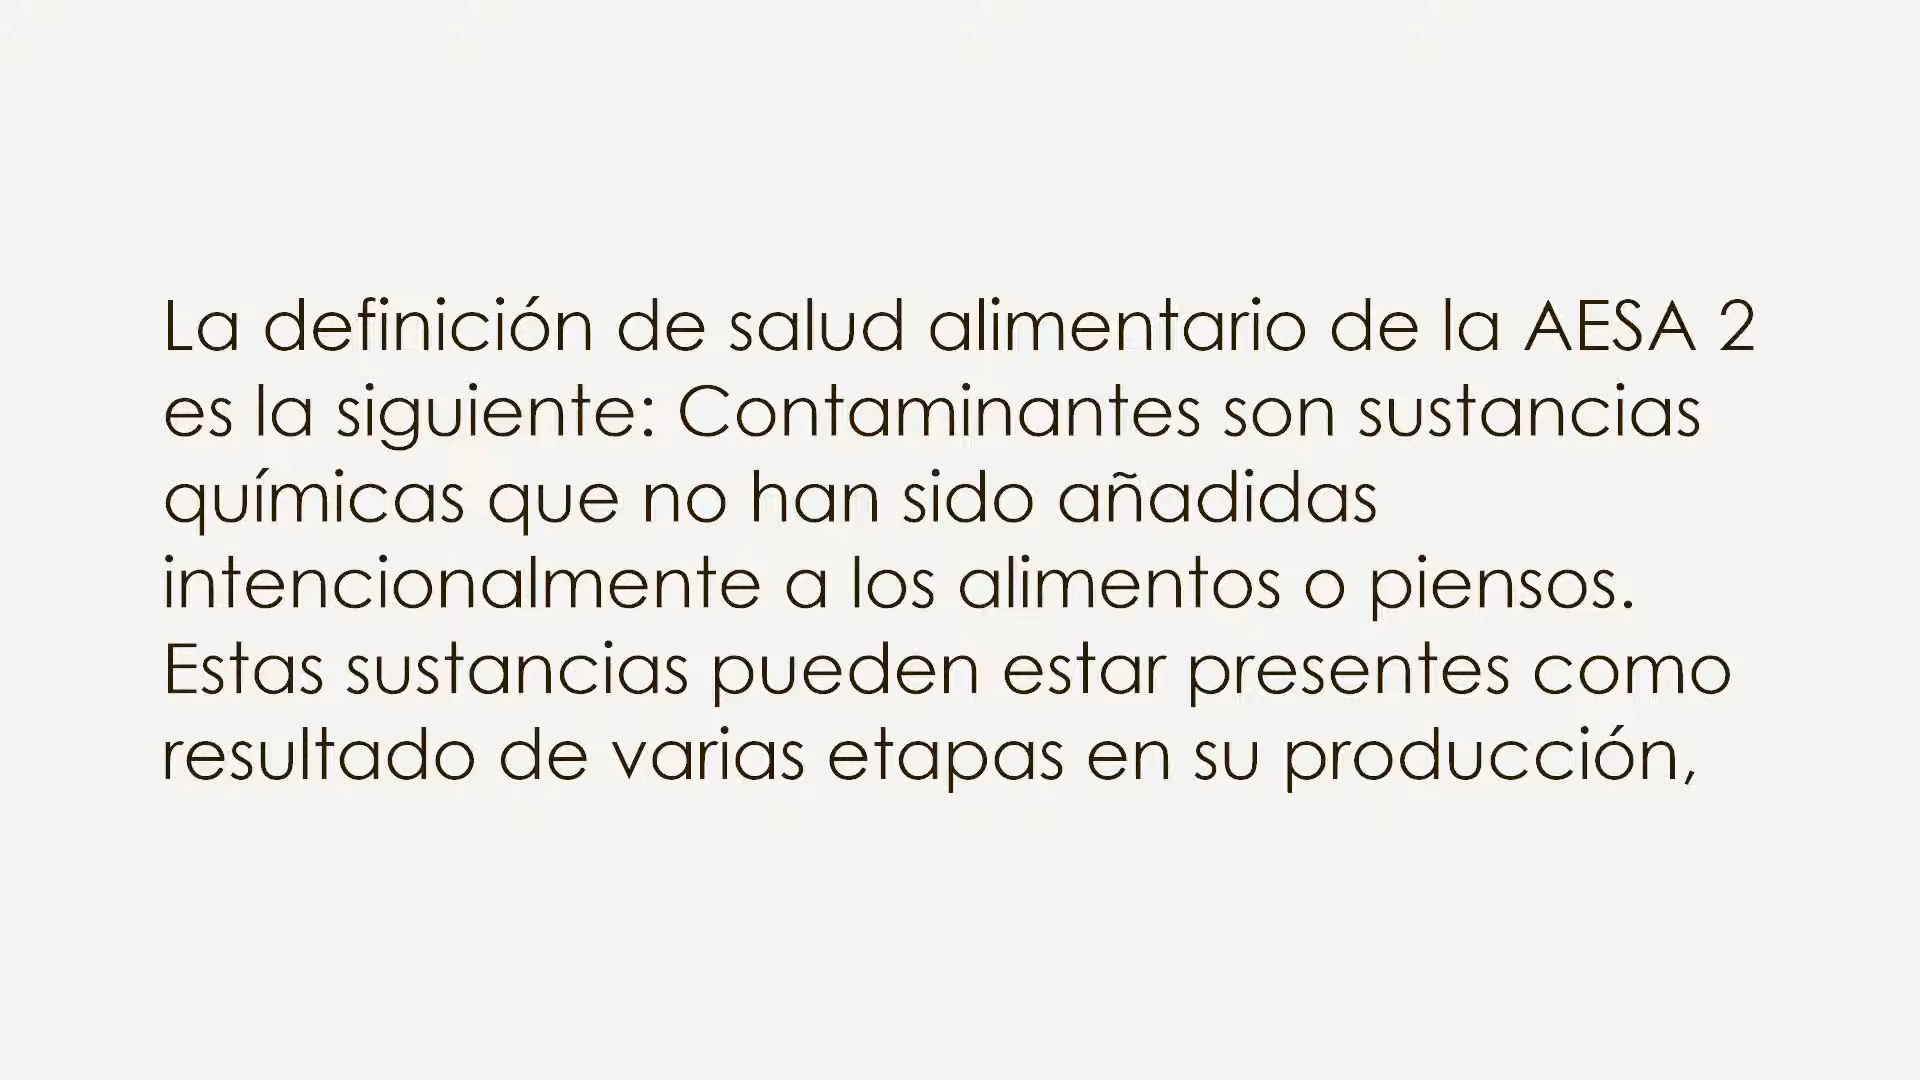 La definición de salud alimentario de la AESA 2
es la siguiente: Contaminantes son sustancias
químicas que no han sido añadidas
intencionalmente a los alimentos o piensos.
Estas sustancias pueden estar presentes como
resultado de varias etapas en su producción,